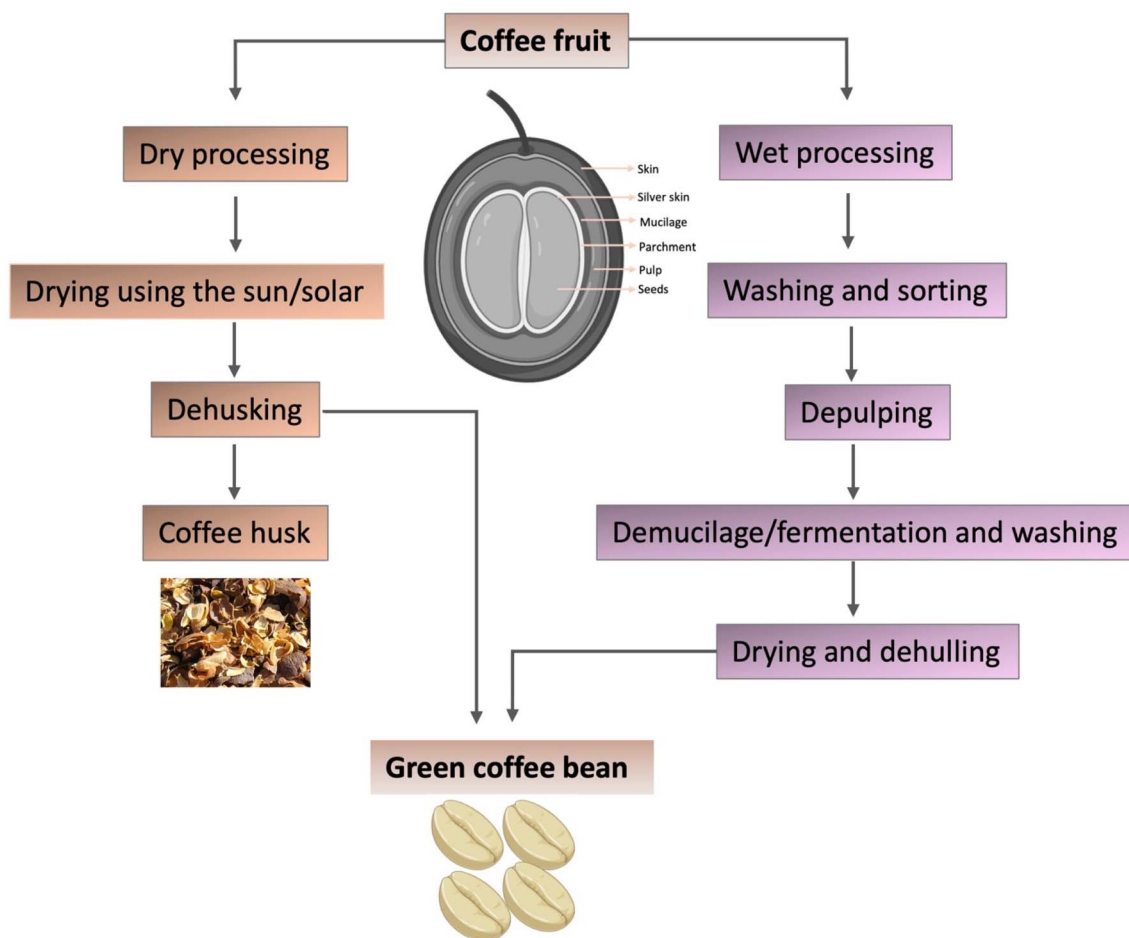 Coffee fruit
Dry processing
Wet processing
Skin
Silver skin
Mucilage
Parchment
Pulp
Seeds
Drying using the sun/solar
Washing and sorting
Dehusking
Depulping
Coffee husk
Demucilage/fermentation and washing
Drying and dehulling
Green coffee bean